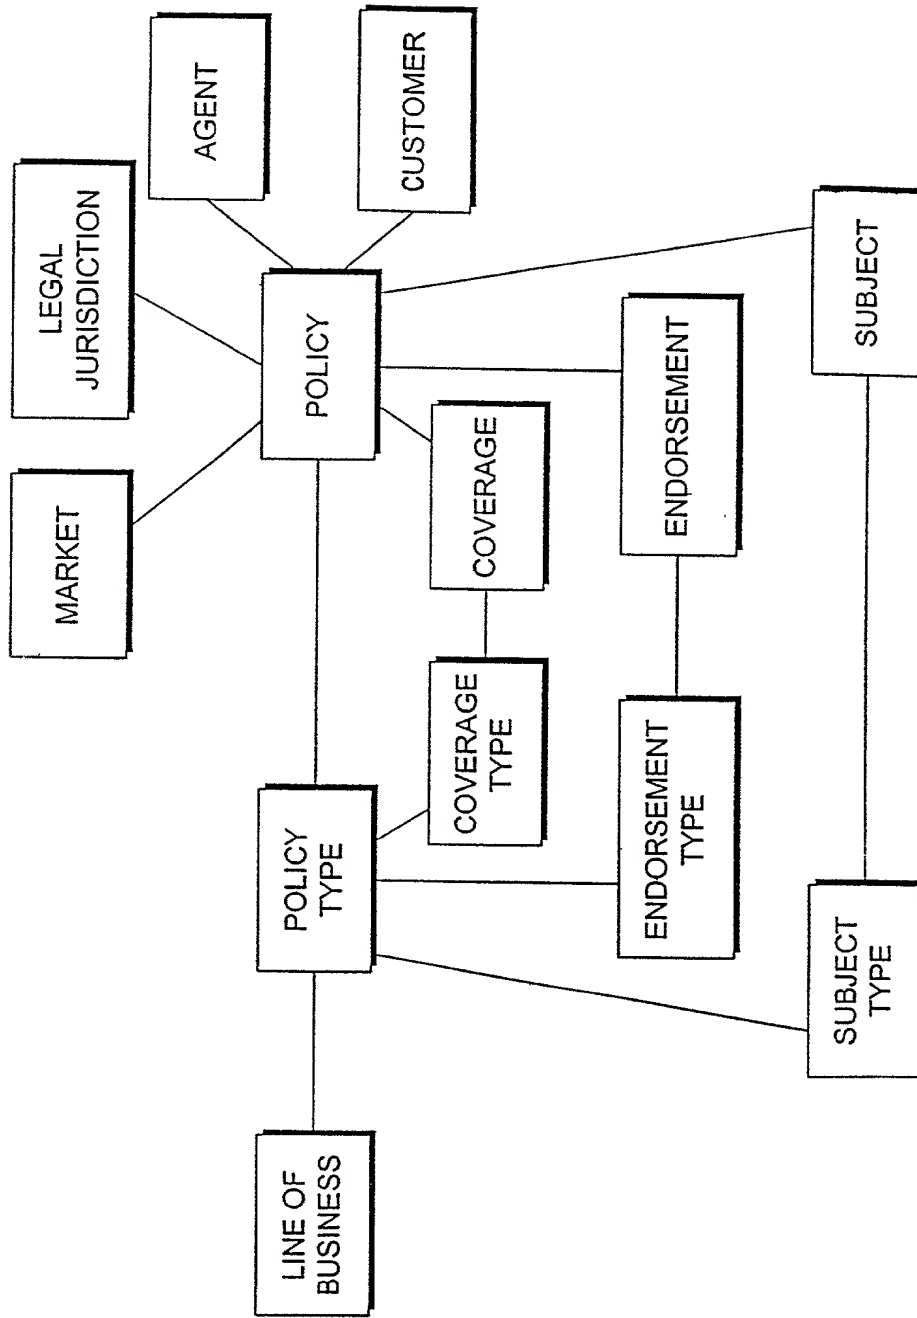 MARKET
LEGAL
JURISDICTION
AGENT
LINE OF
BUSINESS
POLICY
TYPE
POLICY
CUSTOMER
COVERAGE
TYPE
COVERAGE
ENDORSEMENT
TYPE
ENDORSEMENT
SUBJECT
TYPE
SUBJECT